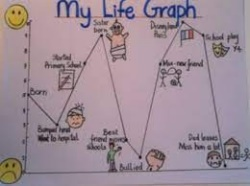 My Life Graph
Sister
born
Disneyland
Paris
School play
Started
Primary School
Met new friend
Born
Bumped head
Went to hospital
Best
friend moved
schools
Bullied
Dad leaves
Miss him a lot